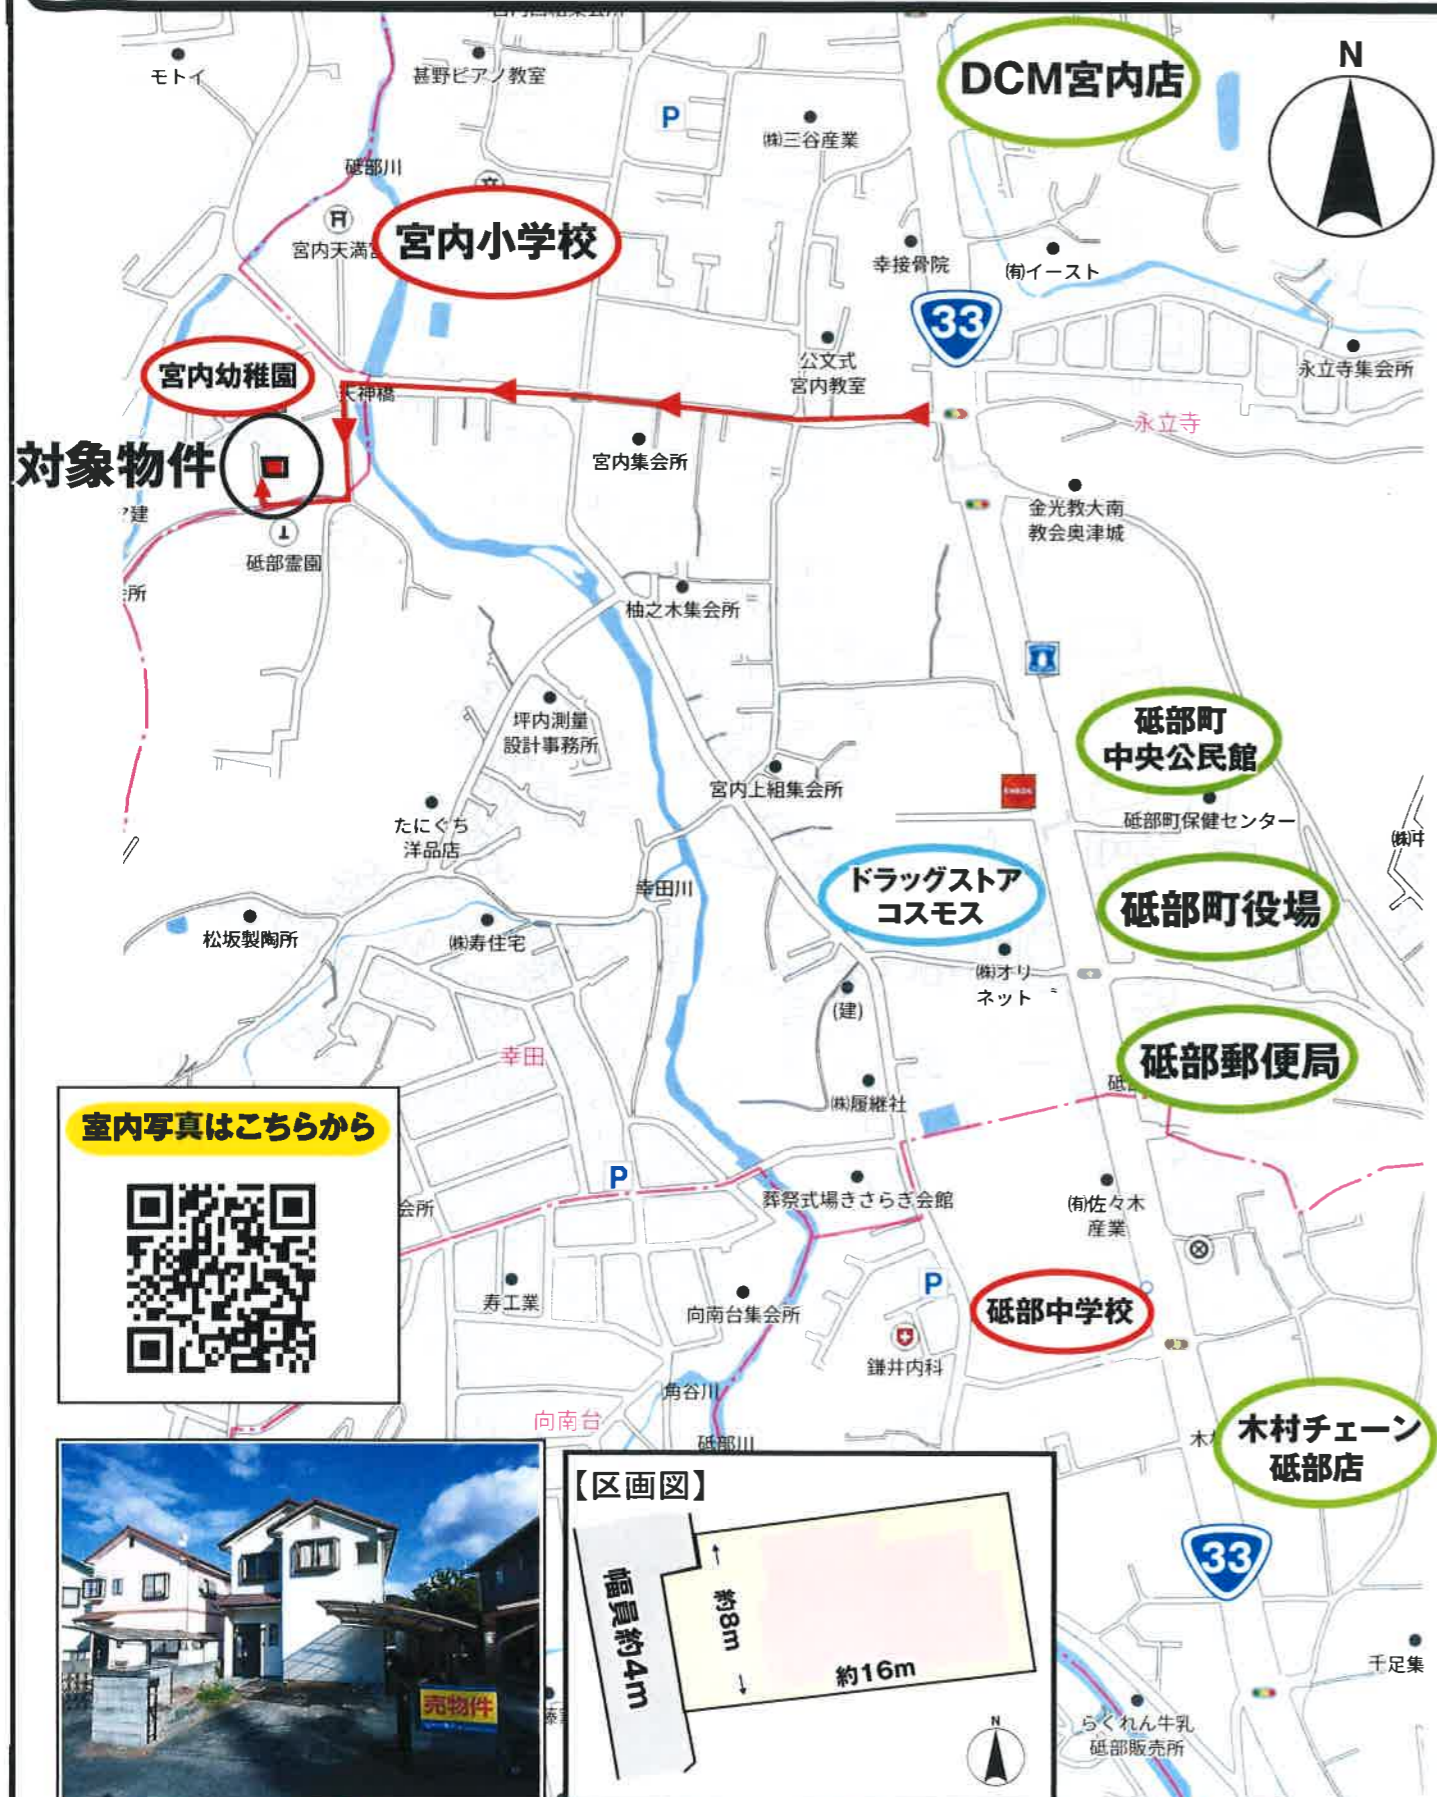 モトイ
甚野ピアノ教室
P
㈱三谷産業
DCM宮内店
N
砥部川
宮内天満宮
宮内小学校
幸接骨院
㈲イースト
33
公文式
宮内教室
永立寺集会所
宮内幼稚園
天神橋
永立寺
対象物件
宮内集会所
金光教大南
教会奥津城
砥部霊園
柚之木集会所
坪内測量
設計事務所
砥部町
中央公民館
宮内上組集会所
ENEOS
砥部町保健センター
たにぐち
洋品店
ドラッグストア
コスモス
幸田川
砥部町役場
松坂製陶所
㈱寿住宅
㈱オリ
ネット
(建)
幸田
砥部郵便局
㈱履継社
室内写真はこちらから
P
会所
葬祭式場きさらぎ会館
㈲佐々木
産業
寿工業
向南台集会所
P
砥部中学校
鎌井内科
角谷川
向南台
砥部川
木村チェーン
砥部店
【区画図】
33
幅員約4m
約8m
約16m
売物件
N
千足集
らくれん牛乳
砥部販売所